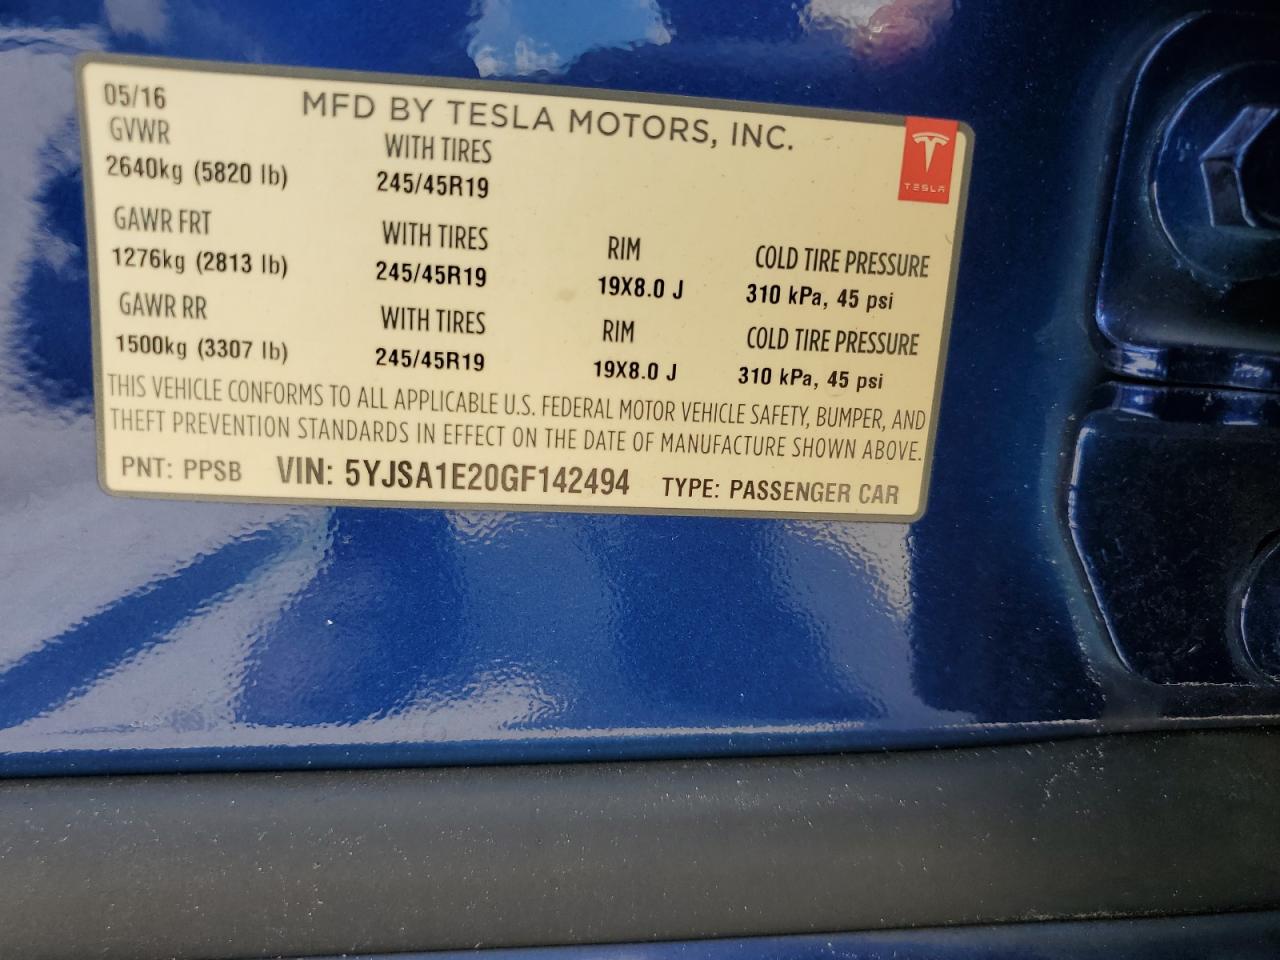 05/16 MFD BY TESLA MOTORS, INC.
GVWR WITH TIRES
2640kg (5820 lb) 245/45R19
TESLA
GAWR FRT WITH TIRES RIM COLD TIRE PRESSURE
1276kg (2813 lb) 245/45R19 19X8.0 J 310 kPa, 45 psi
GAWR RR WITH TIRES RIM COLD TIRE PRESSURE
1500kg (3307 lb) 245/45R19 19X8.0 J 310 kPa, 45 psi
THIS VEHICLE CONFORMS TO ALL APPLICABLE U.S. FEDERAL MOTOR VEHICLE SAFETY, BUMPER, AND
THEFT PREVENTION STANDARDS IN EFFECT ON THE DATE OF MANUFACTURE SHOWN ABOVE.
PNT: PPSB VIN: 5YJSA1E20GF142494 TYPE: PASSENGER CAR